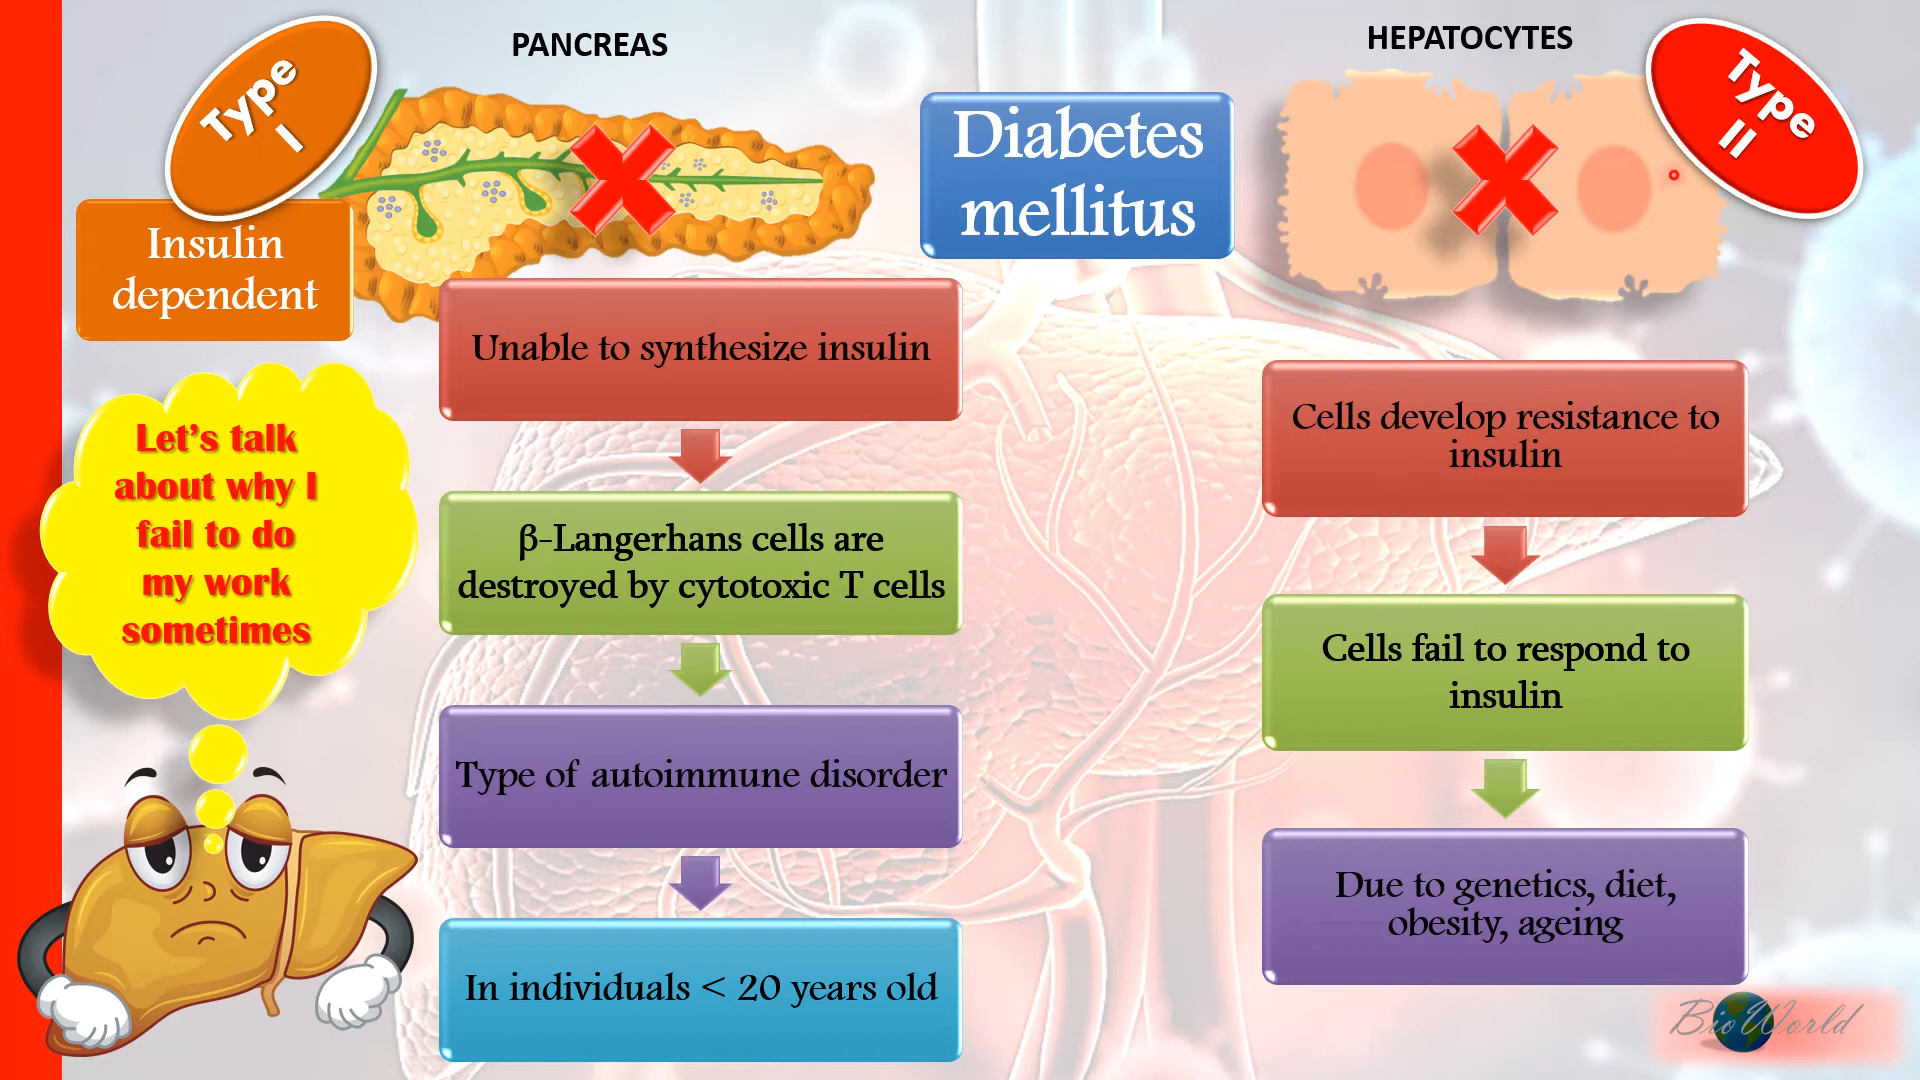 PANCREAS
HEPATOCYTES
Type
I
Type
II
Diabetes
mellitus
Insulin
dependent
Unable to synthesize insulin
β-Langerhans cells are
destroyed by cytotoxic T cells
Type of autoimmune disorder
In individuals < 20 years old
Cells develop resistance to
insulin
Cells fail to respond to
insulin
Due to genetics, diet,
obesity, ageing
Let's talk
about why I
fail to do
my work
sometimes
BioWorld